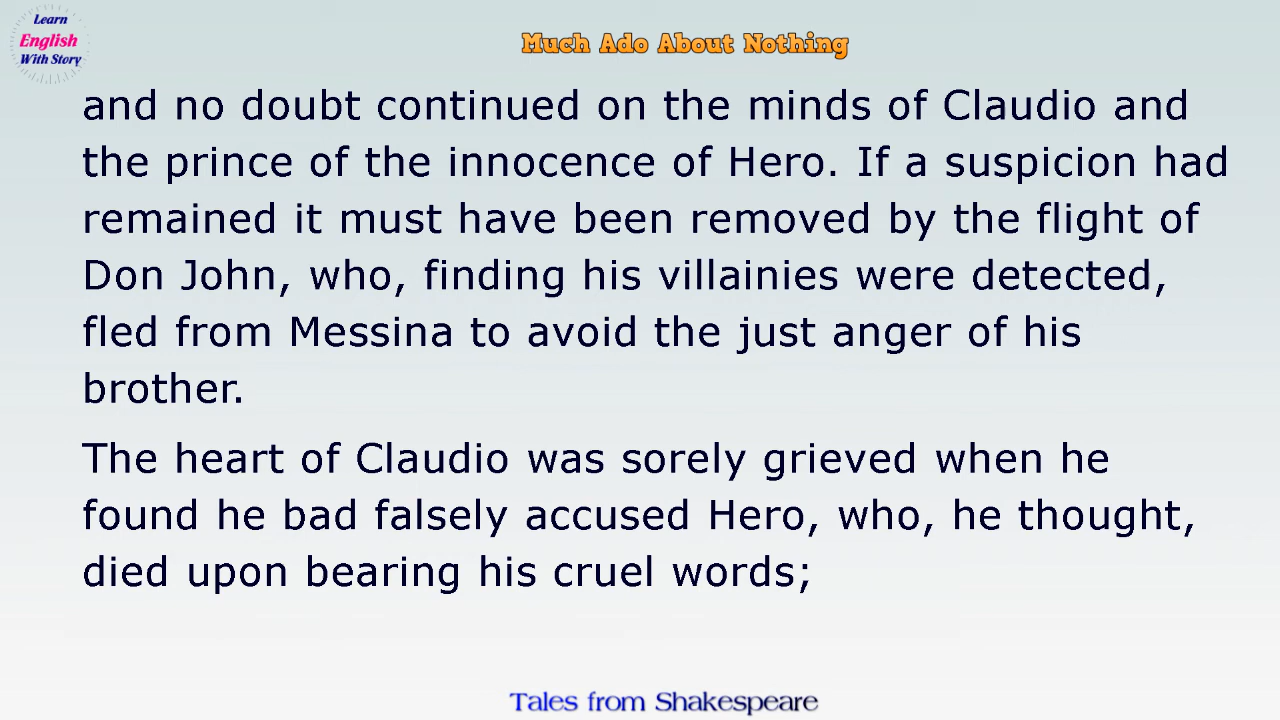 Learn
English
With Story
Much Ado About Nothing
and no doubt continued on the minds of Claudio and
the prince of the innocence of Hero. If a suspicion had
remained it must have been removed by the flight of
Don John, who, finding his villainies were detected,
fled from Messina to avoid the just anger of his
brother.
The heart of Claudio was sorely grieved when he
found he bad falsely accused Hero, who, he thought,
died upon bearing his cruel words;
Tales from Shakespeare